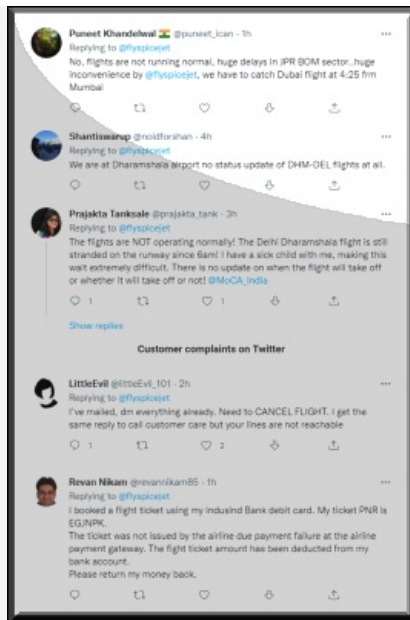 Puneet Khandelwal @puneet_ican · 1h
Replying to @flyspicejet
No, flights are not running normal, huge delays in JPR BOM sector..huge
inconvenience by @flyspicejet, we have to catch Dubai flight at 4:25 frm
Mumbai
Shantiswarup @noidforshan · 4h
Replying to @flyspicejet
We are at Dharamshala airport no status update of DHM-DEL flights at all.
Prajakta Tanksale @prajakta_tank · 3h
Replying to @flyspicejet
The flights are NOT operating normally! The Delhi Dharamshala flight is still
stranded on the runway since 6am! I have a sick child with me, making this
wait extremely difficult. There is no update on when the flight will take off
or whether it will take off or not! @MoCA_India
1 1
Show replies
Customer complaints on Twitter
LittleEvil @littleEvil_101 · 2h
Replying to @flyspicejet
I've mailed, dm everything already. Need to CANCEL FLIGHT. I get the
same reply to call customer care but your lines are not reachable
1 2
Revan Nikam @revannikam85 · 1h
Replying to @flyspicejet
I booked a flight ticket using my Indusind Bank debit card. My ticket PNR is
EGJNPK.
The ticket was not issued by the airline due payment failure at the airline
payment gateway. The fight ticket amount has been deducted from my
bank account.
Please return my money back.